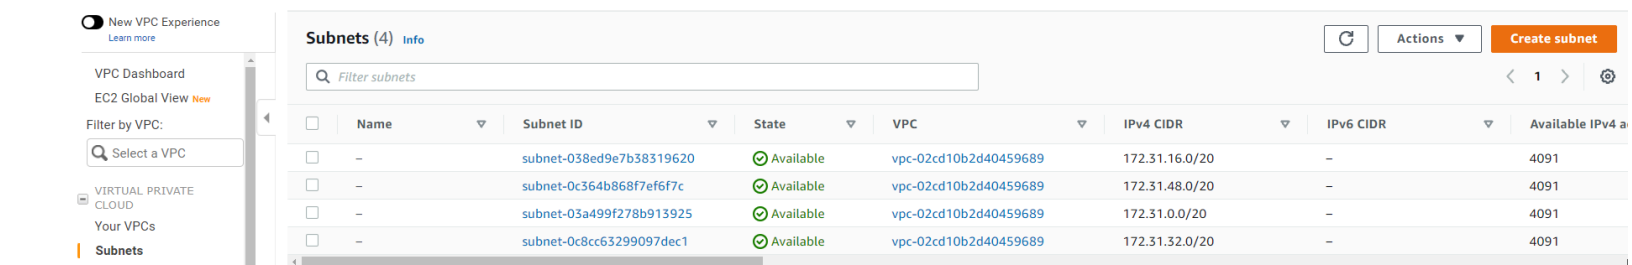 New VPC Experience
Learn more
VPC Dashboard
EC2 Global View New
Filter by VPC:
Select a VPC
VIRTUAL PRIVATE
CLOUD
Your VPCs
Subnets
Subnets (4) Info
Actions
Create subnet
Filter subnets
1
Name Subnet ID State VPC IPv4 CIDR IPv6 CIDR Available IPv4
– subnet-038ed9e7b38319620 Available vpc-02cd10b2d40459689 172.31.16.0/20 – 4091
– subnet-0c364b868f7ef6f7c Available vpc-02cd10b2d40459689 172.31.48.0/20 – 4091
– subnet-03a499f278b913925 Available vpc-02cd10b2d40459689 172.31.0.0/20 – 4091
– subnet-0c8cc63299097dec1 Available vpc-02cd10b2d40459689 172.31.32.0/20 – 4091